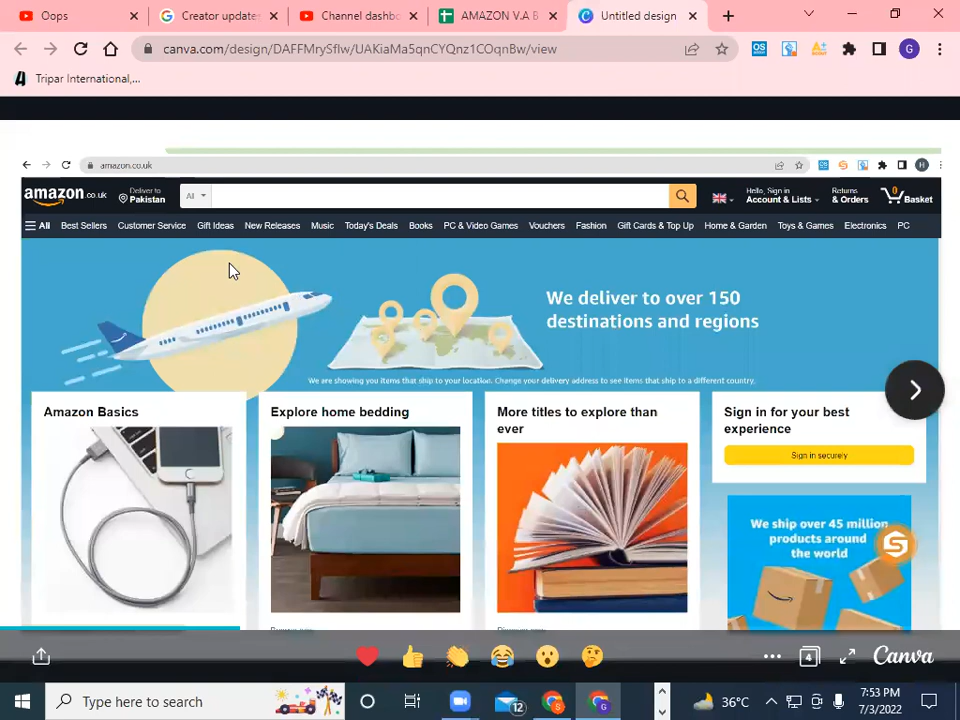 Oops
Creator update
Channel dashbo
AMAZON V.A B
Untitled design
canva.com/design/DAFFMrySflw/UAKiaMa5qnCYQnz1COqnBw/view
OS
G
Tripar International,...
amazon.co.uk
OS
H
amazon.co.uk
Deliver to
Pakistan
All
Hello, Sign in
Account & Lists
Returns
& Orders
0
Basket
All
Best Sellers
Customer Service
Gift Ideas
New Releases
Music
Today's Deals
Books
PC & Video Games
Vouchers
Fashion
Gift Cards & Top Up
Home & Garden
Toys & Games
Electronics
PC
We deliver to over 150
destinations and regions
We are showing you items that ship to your location. Change your delivery address to see items that ship to a different country.
Amazon Basics
Explore home bedding
More titles to explore than
ever
Sign in for your best
experience
Sign in securely
We ship over 45 million
products around
the world
4
Canva
Type here to search
12
S
G
36°C
7:53 PM
7/3/2022